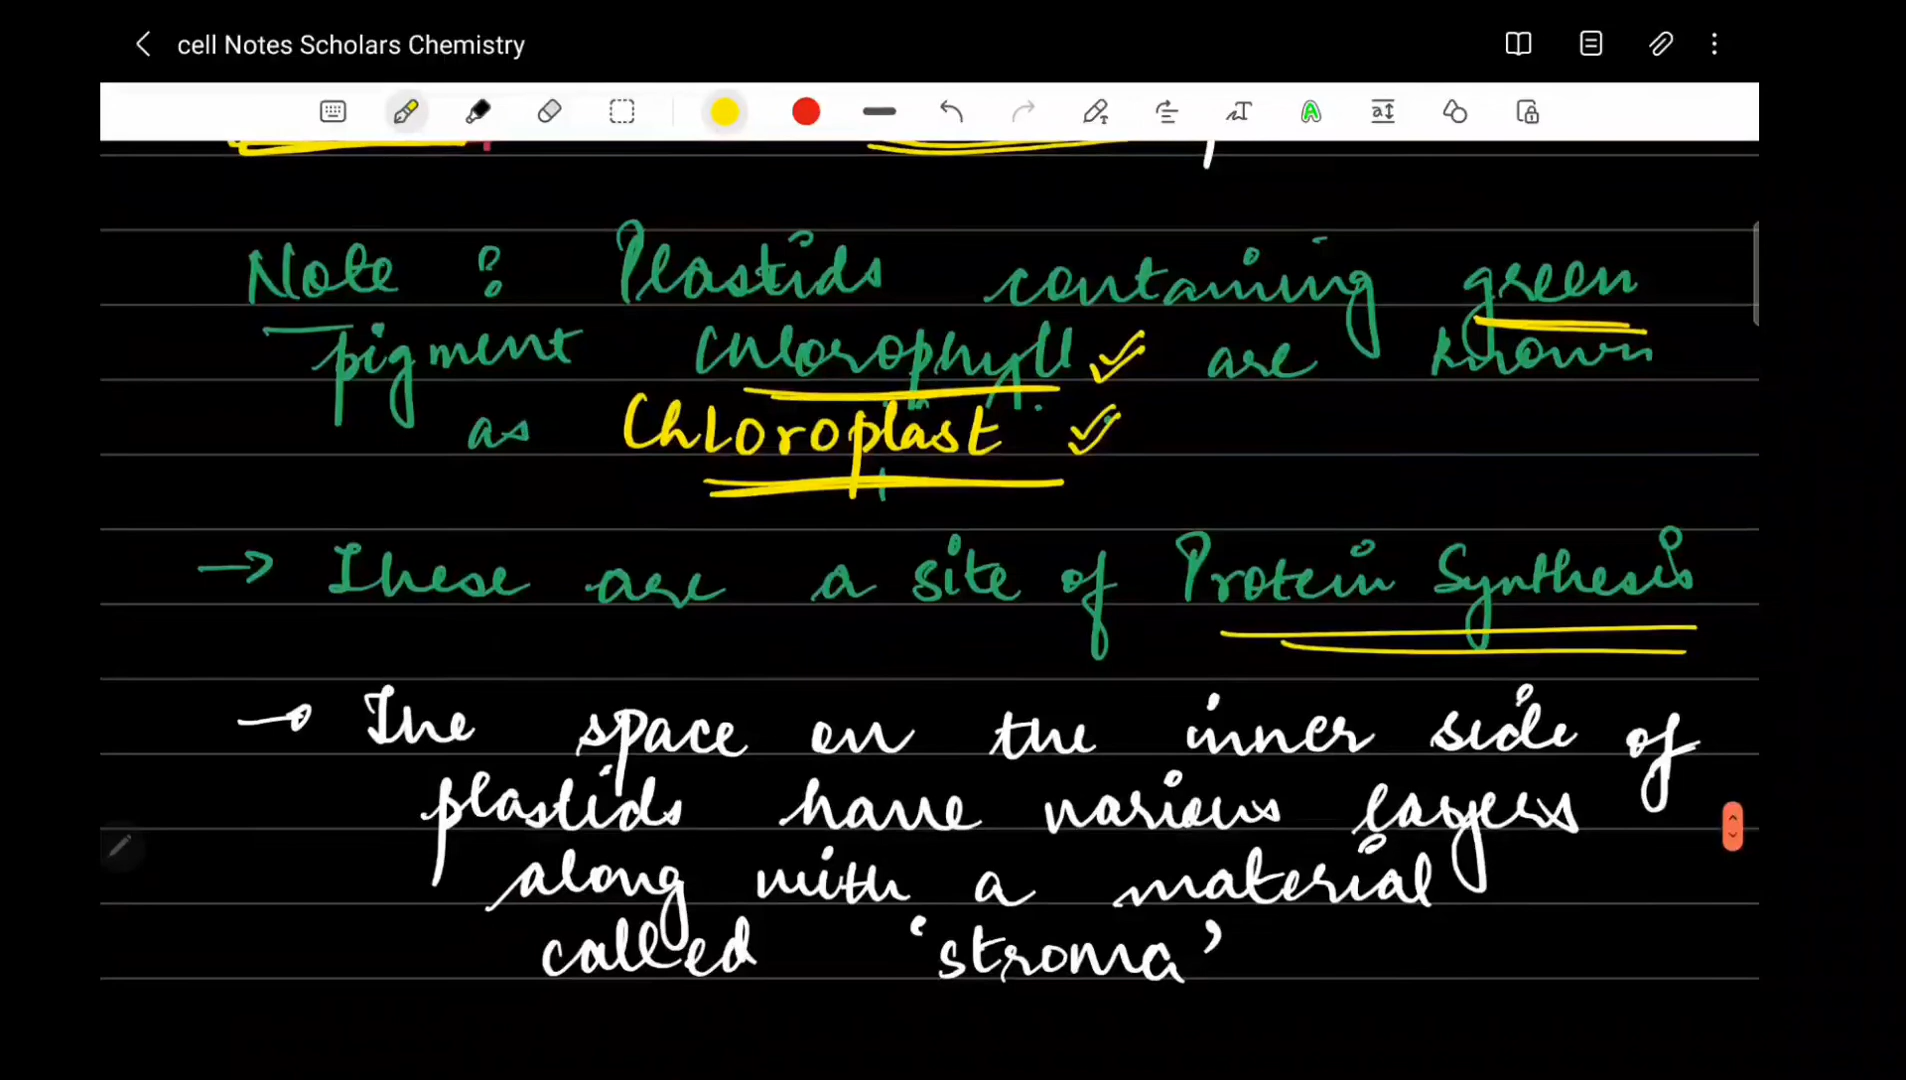 cell Notes Scholars Chemistry
Note : Plastids containing green
pigment chlorophyll are known
as Chloroplast
→ These are a site of Protein Synthesis
→ The space on the inner side of
plastids have various layers
along with a material
called 'stroma'